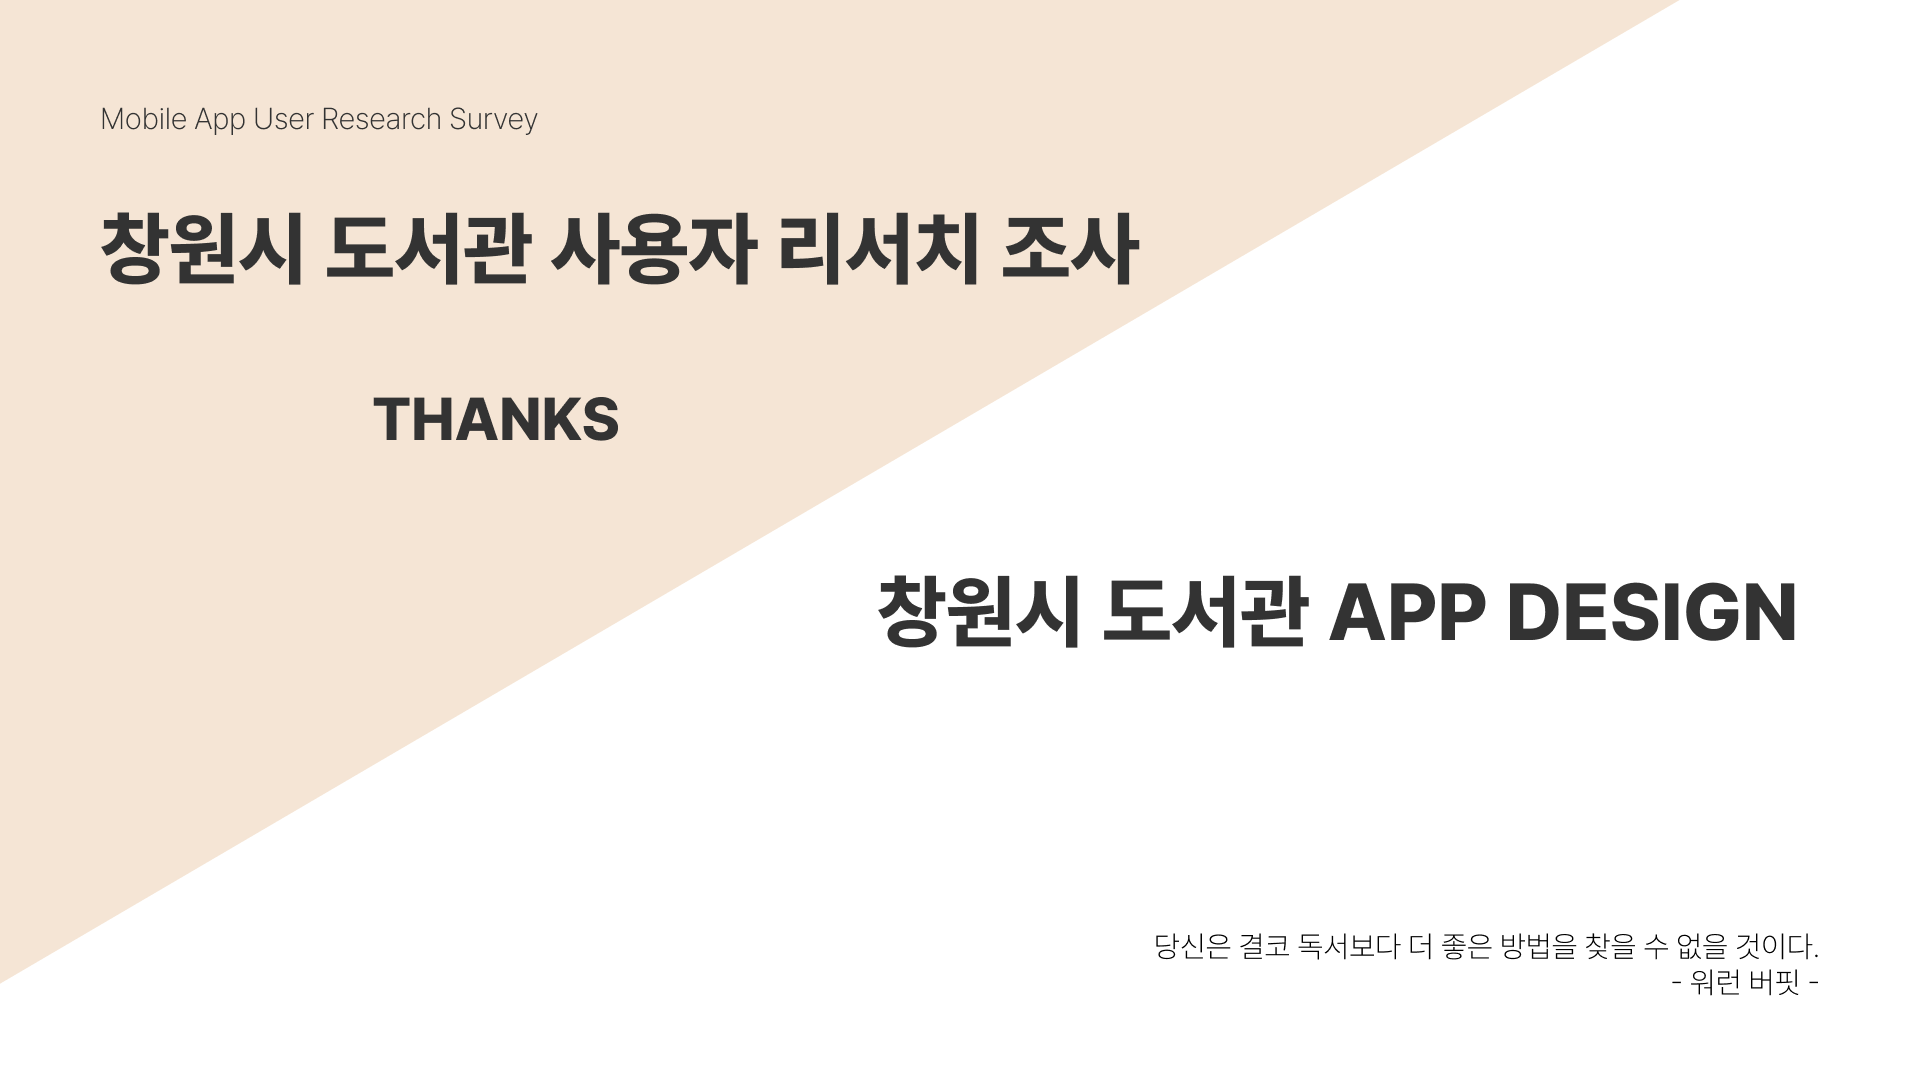 Mobile App User Research Survey
창원시 도서관 사용자 리서치 조사
THANKS
창원시 도서관 APP DESIGN
당신은 결코 독서보다 더 좋은 방법을 찾을 수 없을 것이다.
- 워런 버핏 -